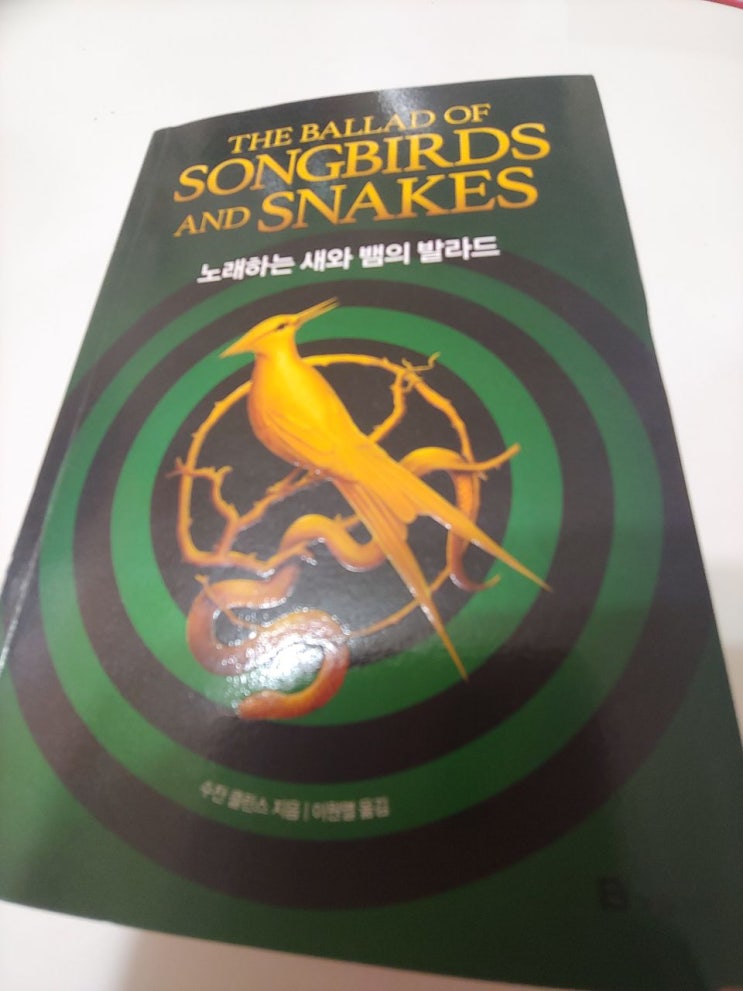 THE BALLAD OF
SONGBIRDS
AND SNAKES
노래하는 새와 뱀의 발라드
수잔 콜린스 지음 | 이원열 옮김